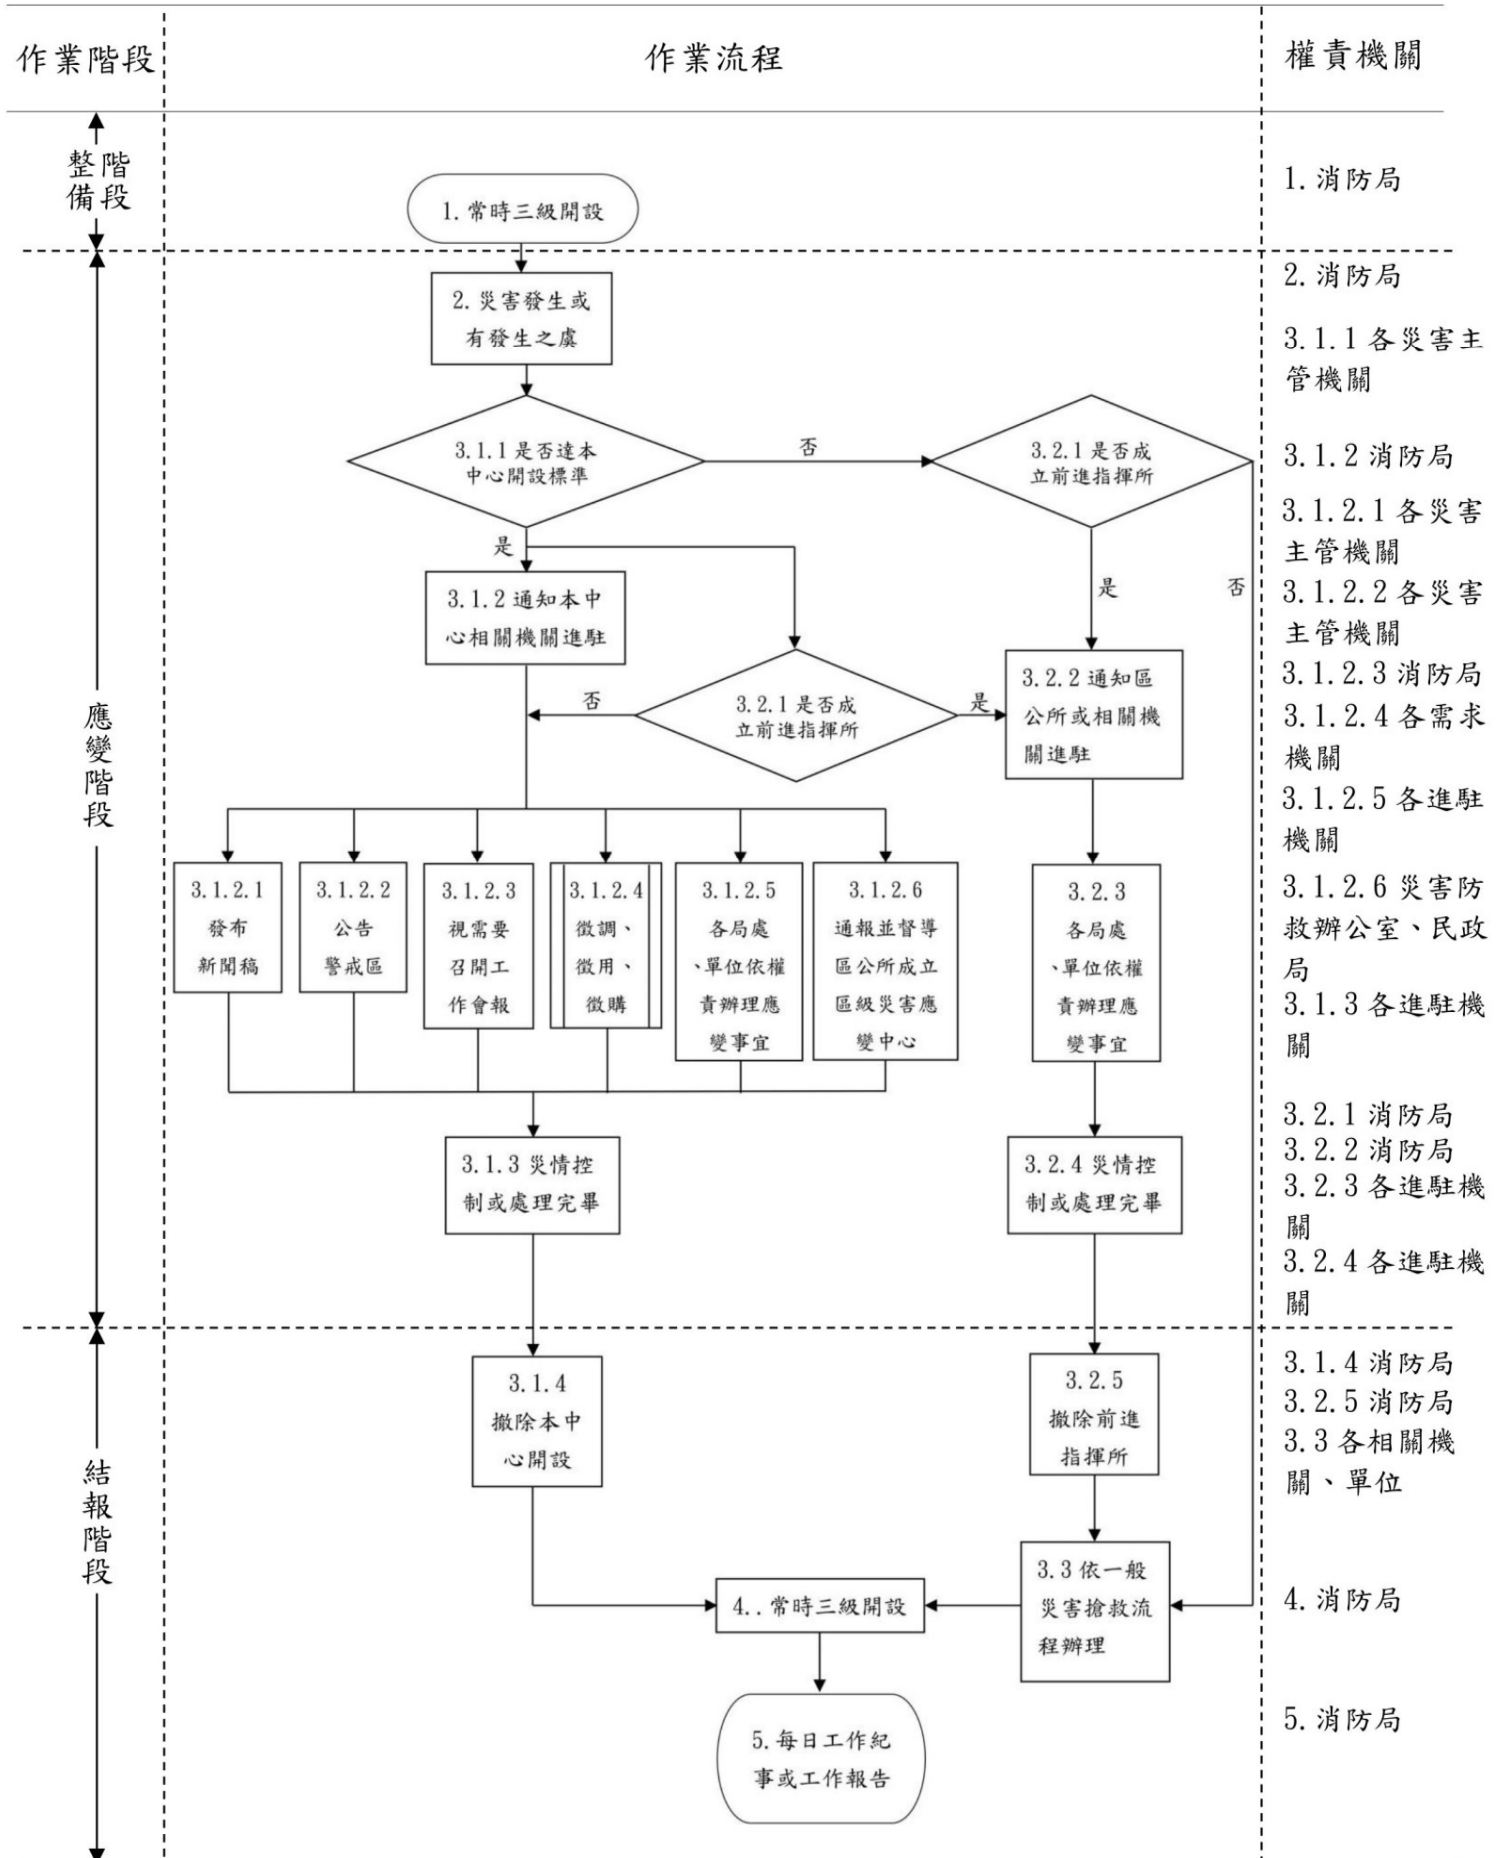 作業階段
作業流程
權責機關
整階
備段
1.常時三級開設
1.消防局
應變階段
2.災害發生或
有發生之虞
3.1.1是否達本
中心開設標準
否
3.2.1是否成
立前進指揮所
是
3.1.2通知本中
心相關機關進駐
是
否
否
3.2.1是否成
立前進指揮所
是
3.2.2通知區
公所或相關機
關進駐
3.1.2.1
發布
新聞稿
3.1.2.2
公告
警戒區
3.1.2.3
視需要
召開工
作會報
3.1.2.4
徵調、
徵用、
徵購
3.1.2.5
各局處
、單位依權
責辦理應
變事宜
3.1.2.6
通報並督導
區公所成立
區級災害應
變中心
3.2.3
各局處
、單位依權
責辦理應
變事宜
3.1.3災情控
制或處理完畢
3.2.4災情控
制或處理完畢
2.消防局
3.1.1各災害主
管機關
3.1.2消防局
3.1.2.1各災害
主管機關
3.1.2.2各災害
主管機關
3.1.2.3消防局
3.1.2.4各需求
機關
3.1.2.5各進駐
機關
3.1.2.6災害防
救辦公室、民政
局
3.1.3各進駐機
關
3.2.1消防局
3.2.2消防局
3.2.3各進駐機
關
3.2.4各進駐機
關
結報階段
3.1.4
撤除本中
心開設
3.2.5
撤除前進
指揮所
4..常時三級開設
3.3依一般
災害搶救流
程辦理
5.每日工作紀
事或工作報告
3.1.4消防局
3.2.5消防局
3.3各相關機
關、單位
4.消防局
5.消防局